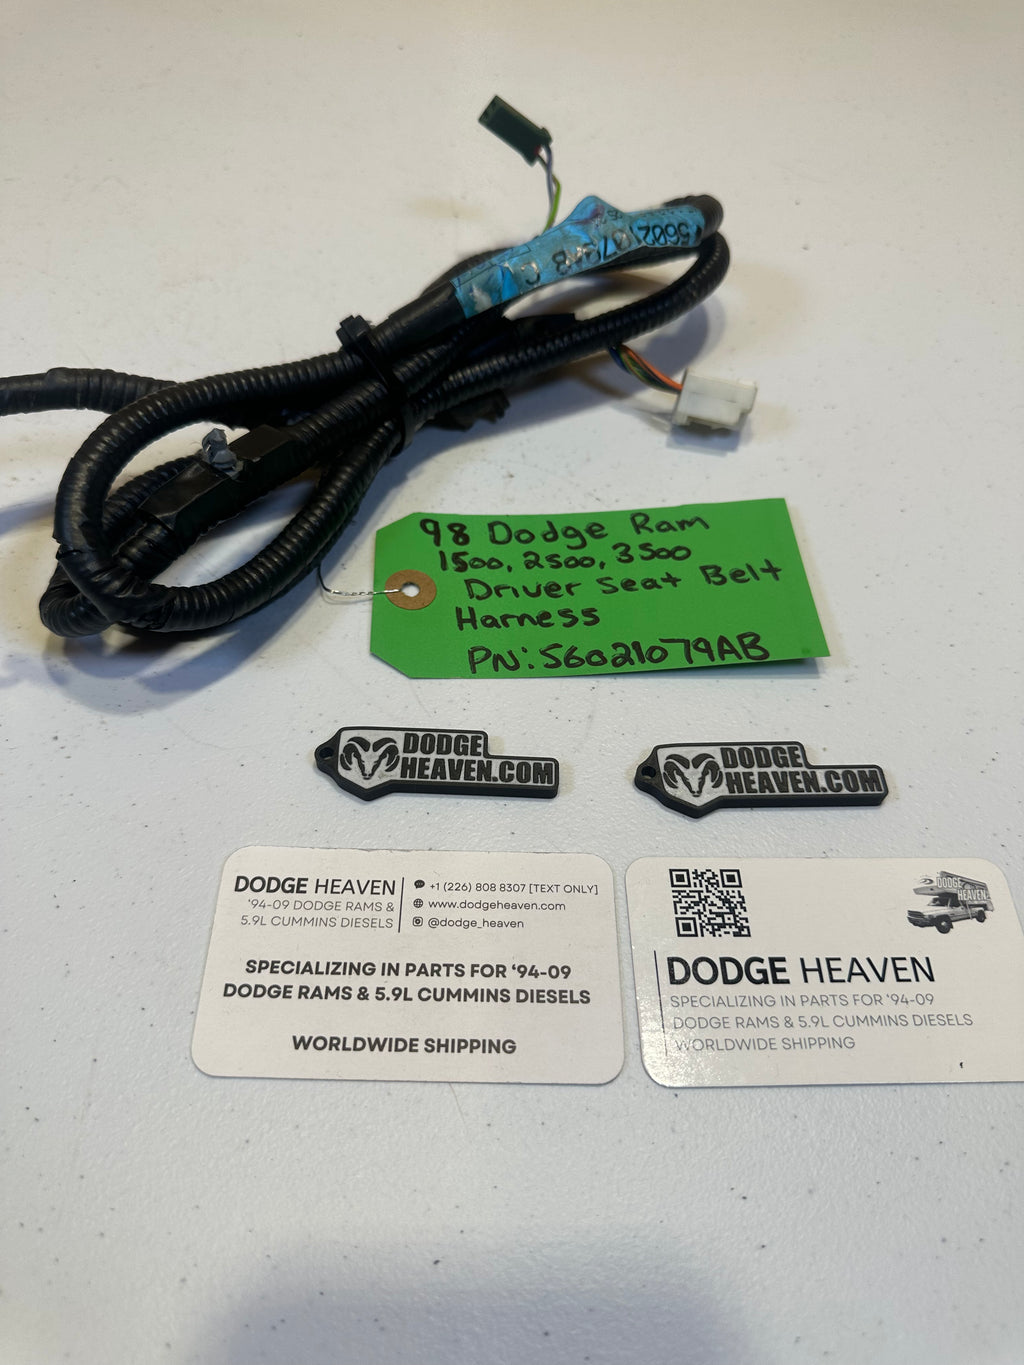 56021079AB C
98 Dodge Ram
1500, 2500, 3500
Driver Seat Belt
Harness
PN: 56021079AB
DODGE
HEAVEN.COM
DODGE
HEAVEN.COM
DODGE HEAVEN
'94-09 DODGE RAMS &
5.9L CUMMINS DIESELS
+1 (226) 808 8307 [TEXT ONLY]
www.dodgeheaven.com
@dodge_heaven
SPECIALIZING IN PARTS FOR '94-09
DODGE RAMS & 5.9L CUMMINS DIESELS
WORLDWIDE SHIPPING
DODGE
HEAVEN
DODGE HEAVEN
SPECIALIZING IN PARTS FOR '94-09
DODGE RAMS & 5.9L CUMMINS DIESELS
WORLDWIDE SHIPPING